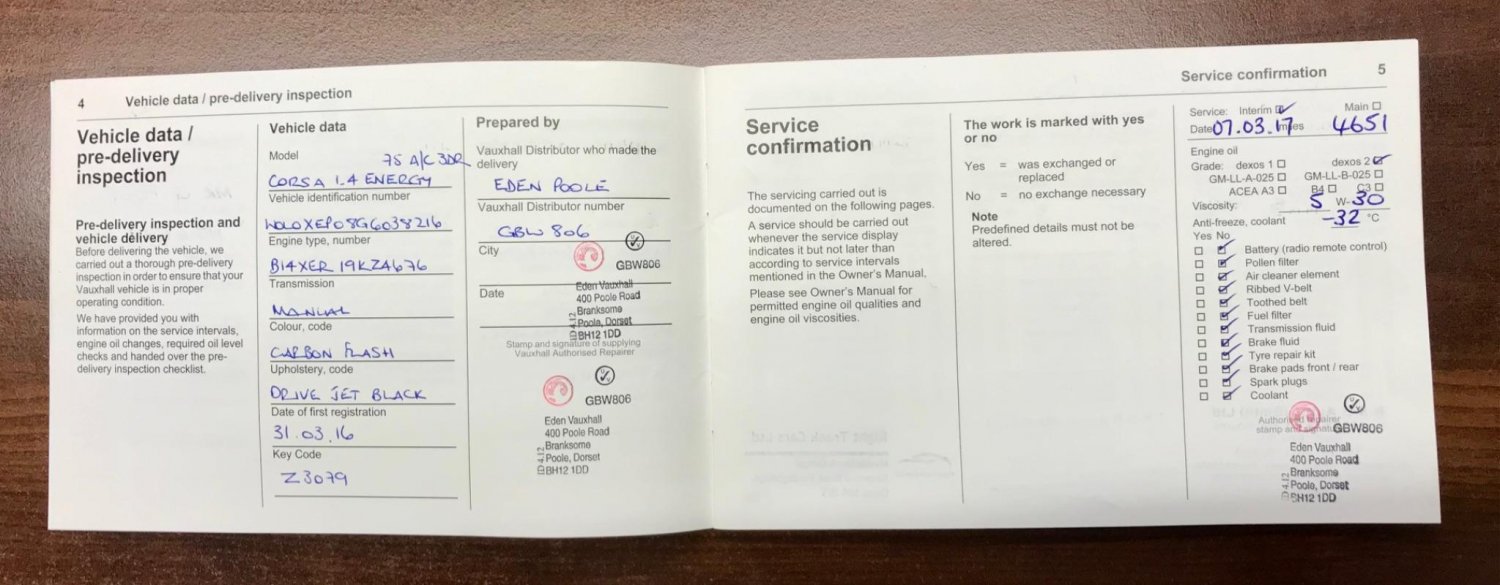 4 Vehicle data / pre-delivery inspection
Vehicle data /
pre-delivery
inspection
Pre-delivery inspection and
vehicle delivery
Before delivering the vehicle, we
carried out a thorough pre-delivery
inspection in order to ensure that your
Vauxhall vehicle is in proper
operating condition.
We have provided you with
information on the service intervals,
engine oil changes, required oil level
checks and handed over the pre-
delivery inspection checklist.
Vehicle data
Model 75 A/C 3DR
CORSA 1.4 ENERGY
Vehicle identification number
W0L0XEP08G6038216
Engine type, number
B14XER 19KZ4676
Transmission
MANUAL
Colour, code
CARBON FLASH
Upholstery, code
DRIVE JET BLACK
Date of first registration
31.03.16
Key Code
Z3079
Prepared by
Vauxhall Distributor who made the
delivery
EDEN POOLE
Vauxhall Distributor number
GBW 806
City
GBW806
Date
Eden Vauxhall
400 Poole Road
Branksome
Poole, Dorset
BH12 1DD
4.12
Stamp and signature of supplying
Vauxhall Authorised Repairer
GBW806
Eden Vauxhall
400 Poole Road
Branksome
Poole, Dorset
BH12 1DD
4.12
Service confirmation 5
Service
confirmation
The servicing carried out is
documented on the following pages.
A service should be carried out
whenever the service display
indicates it but not later than
according to service intervals
mentioned in the Owner's Manual.
Please see Owner's Manual for
permitted engine oil qualities and
engine oil viscosities.
The work is marked with yes
or no
Yes = was exchanged or
replaced
No = no exchange necessary
Note
Predefined details must not be
altered.
Service: Interim Main
Date 07.03.17 miles 4651
Engine oil
Grade: dexos 1 dexos 2
GM-LL-A-025 GM-LL-B-025
ACEA A3 B4 C3
Viscosity: 5 W-30
Anti-freeze, coolant -32 °C
Yes No
Battery (radio remote control)
Pollen filter
Air cleaner element
Ribbed V-belt
Toothed belt
Fuel filter
Transmission fluid
Brake fluid
Tyre repair kit
Brake pads front / rear
Spark plugs
Coolant
Authorised repairer
stamp and signature GBW806
Eden Vauxhall
400 Poole Road
Branksome
Poole, Dorset
BH12 1DD
4.12